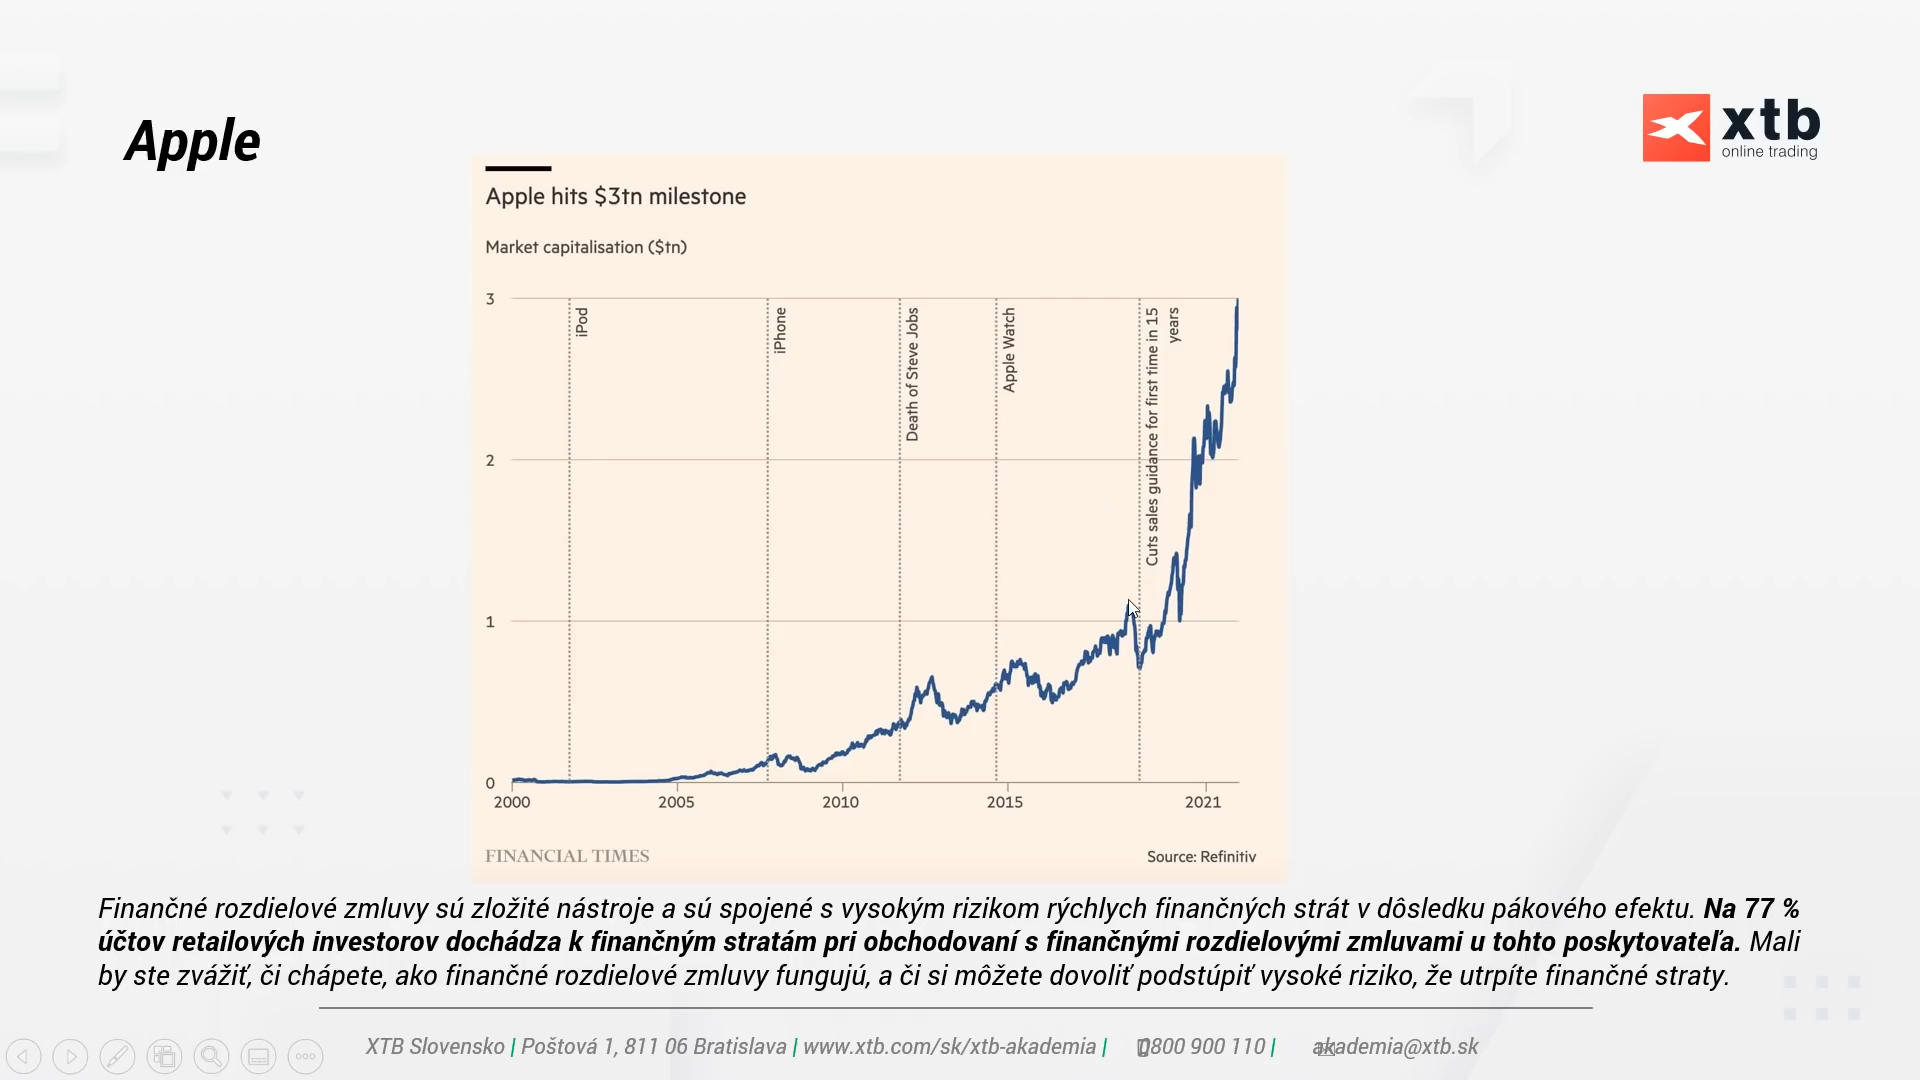 Apple
xtb
online trading
Apple hits $3tn milestone
Market capitalisation ($tn)
3
2
1
0
iPod
iPhone
Death of Steve Jobs
Apple Watch
Cuts sales guidance for first time in 15
years
2000 2005 2010 2015 2021
FINANCIAL TIMES
Source: Refinitiv
Finančné rozdielové zmluvy sú zložité nástroje a sú spojené s vysokým rizikom rýchlych finančných strát v dôsledku pákového efektu. Na 77 %
účtov retailových investorov dochádza k finančným stratám pri obchodovaní s finančnými rozdielovými zmluvami u tohto poskytovateľa. Mali
by ste zvážiť, či chápete, ako finančné rozdielové zmluvy fungujú, a či si môžete dovoliť podstúpiť vysoké riziko, že utrpíte finančné straty.
XTB Slovensko | Poštová 1, 811 06 Bratislava | www.xtb.com/sk/xtb-akademia | 0800 900 110 | akademia@xtb.sk